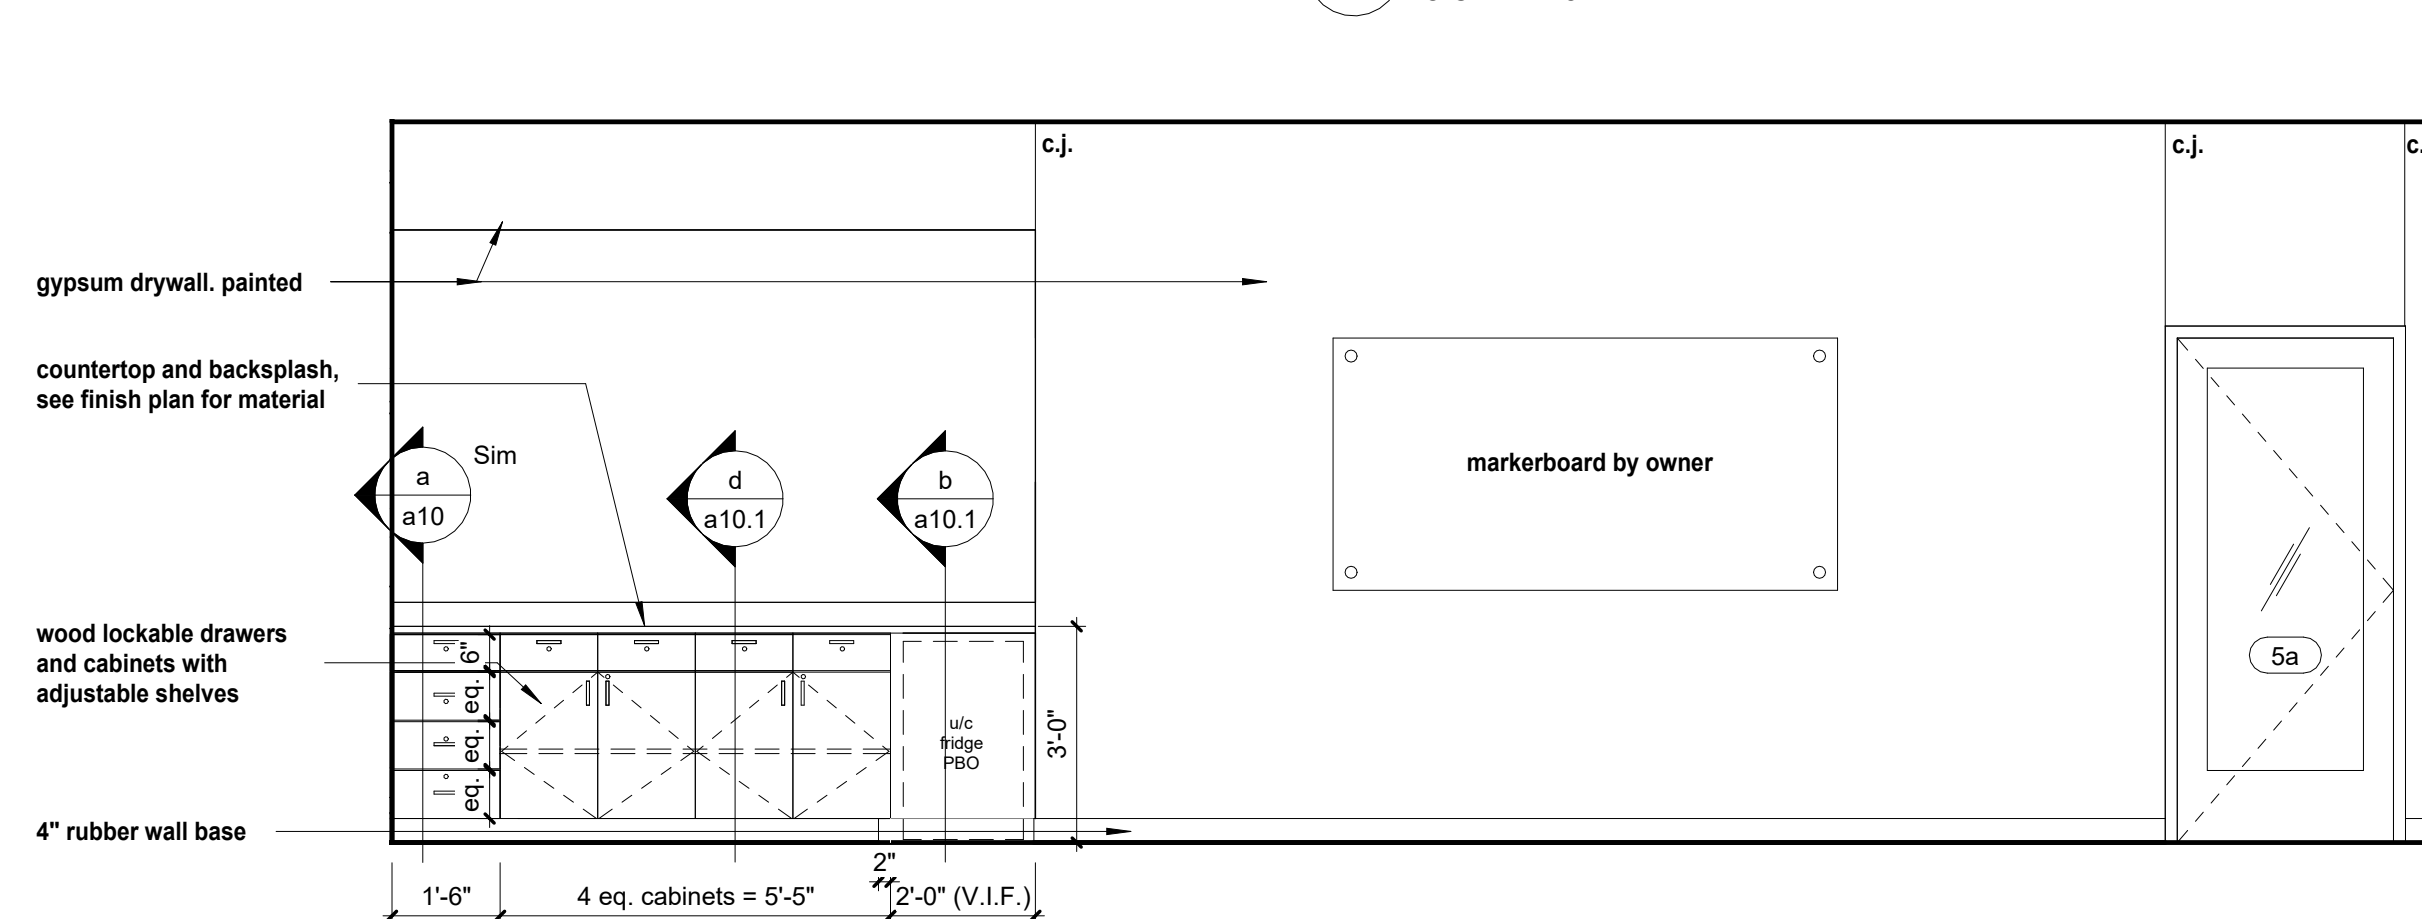 c.j.
c.j.
c.
gypsum drywall. painted
countertop and backsplash,
see finish plan for material
Sim
a
a10
d
a10.1
b
a10.1
markerboard by owner
wood lockable drawers
and cabinets with
adjustable shelves
6"
eq.
eq.
eq.
u/c
fridge
PBO
3'-0"
5a
4" rubber wall base
2"
1'-6"
4 eq. cabinets = 5'-5"
2'-0" (V.I.F.)